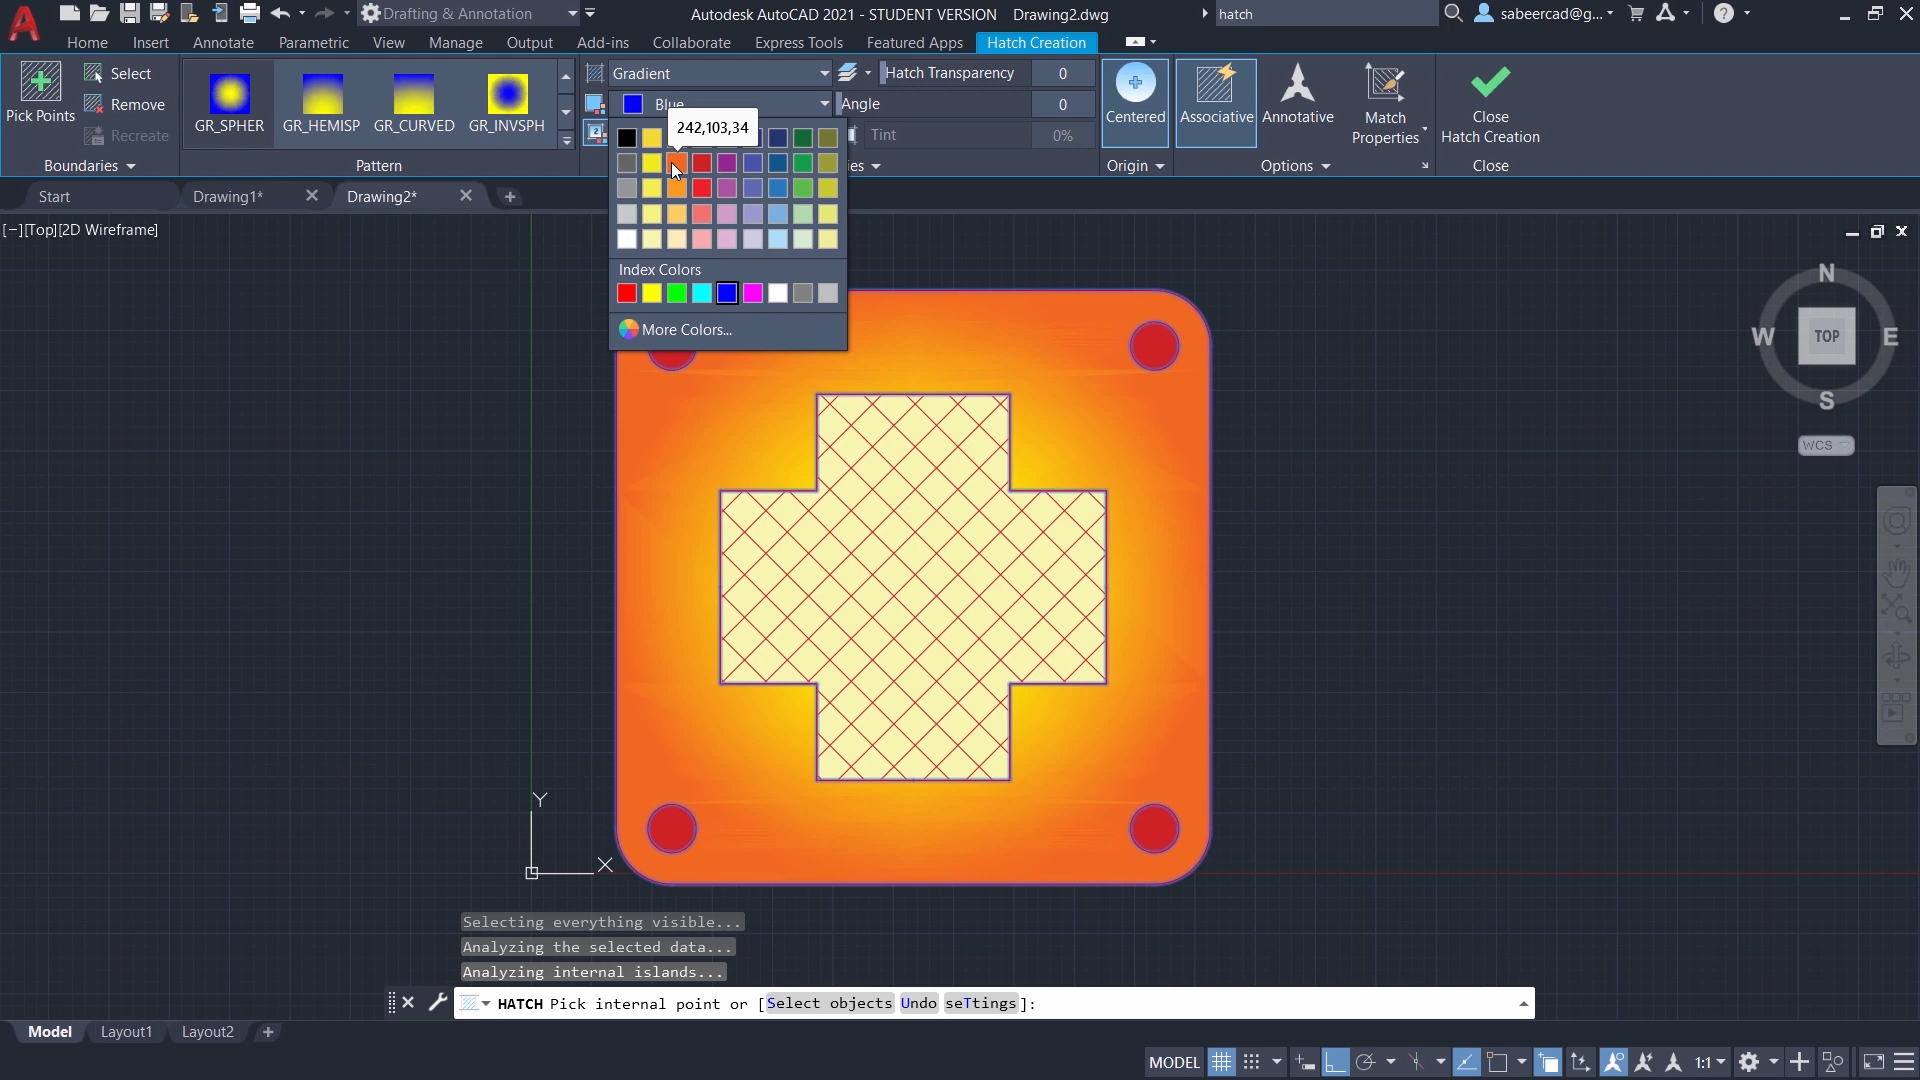 Drafting & Annotation
Autodesk AutoCAD 2021 - STUDENT VERSION Drawing2.dwg
hatch
sabeercad@g...
Home Insert Annotate Parametric View Manage Output Add-ins Collaborate Express Tools Featured Apps Hatch Creation
Pick Points
Select
Remove
Recreate
Boundaries
GR_SPHER
GR_HEMISP
GR_CURVED
GR_INVSPH
Pattern
Gradient
Blue
Hatch Transparency 0
Angle 0
Tint 0%
242,103,34
Centered
Origin
Associative
Annotative
Match
Properties
Options
Close
Hatch Creation
Close
Start
Drawing1*
Drawing2*
[−][Top][2D Wireframe]
Index Colors
More Colors...
N
W
TOP
E
S
WCS
Y
X
Selecting everything visible...
Analyzing the selected data...
Analyzing internal islands...
HATCH Pick internal point or [Select objects Undo seTtings]:
Model Layout1 Layout2
MODEL
1:1